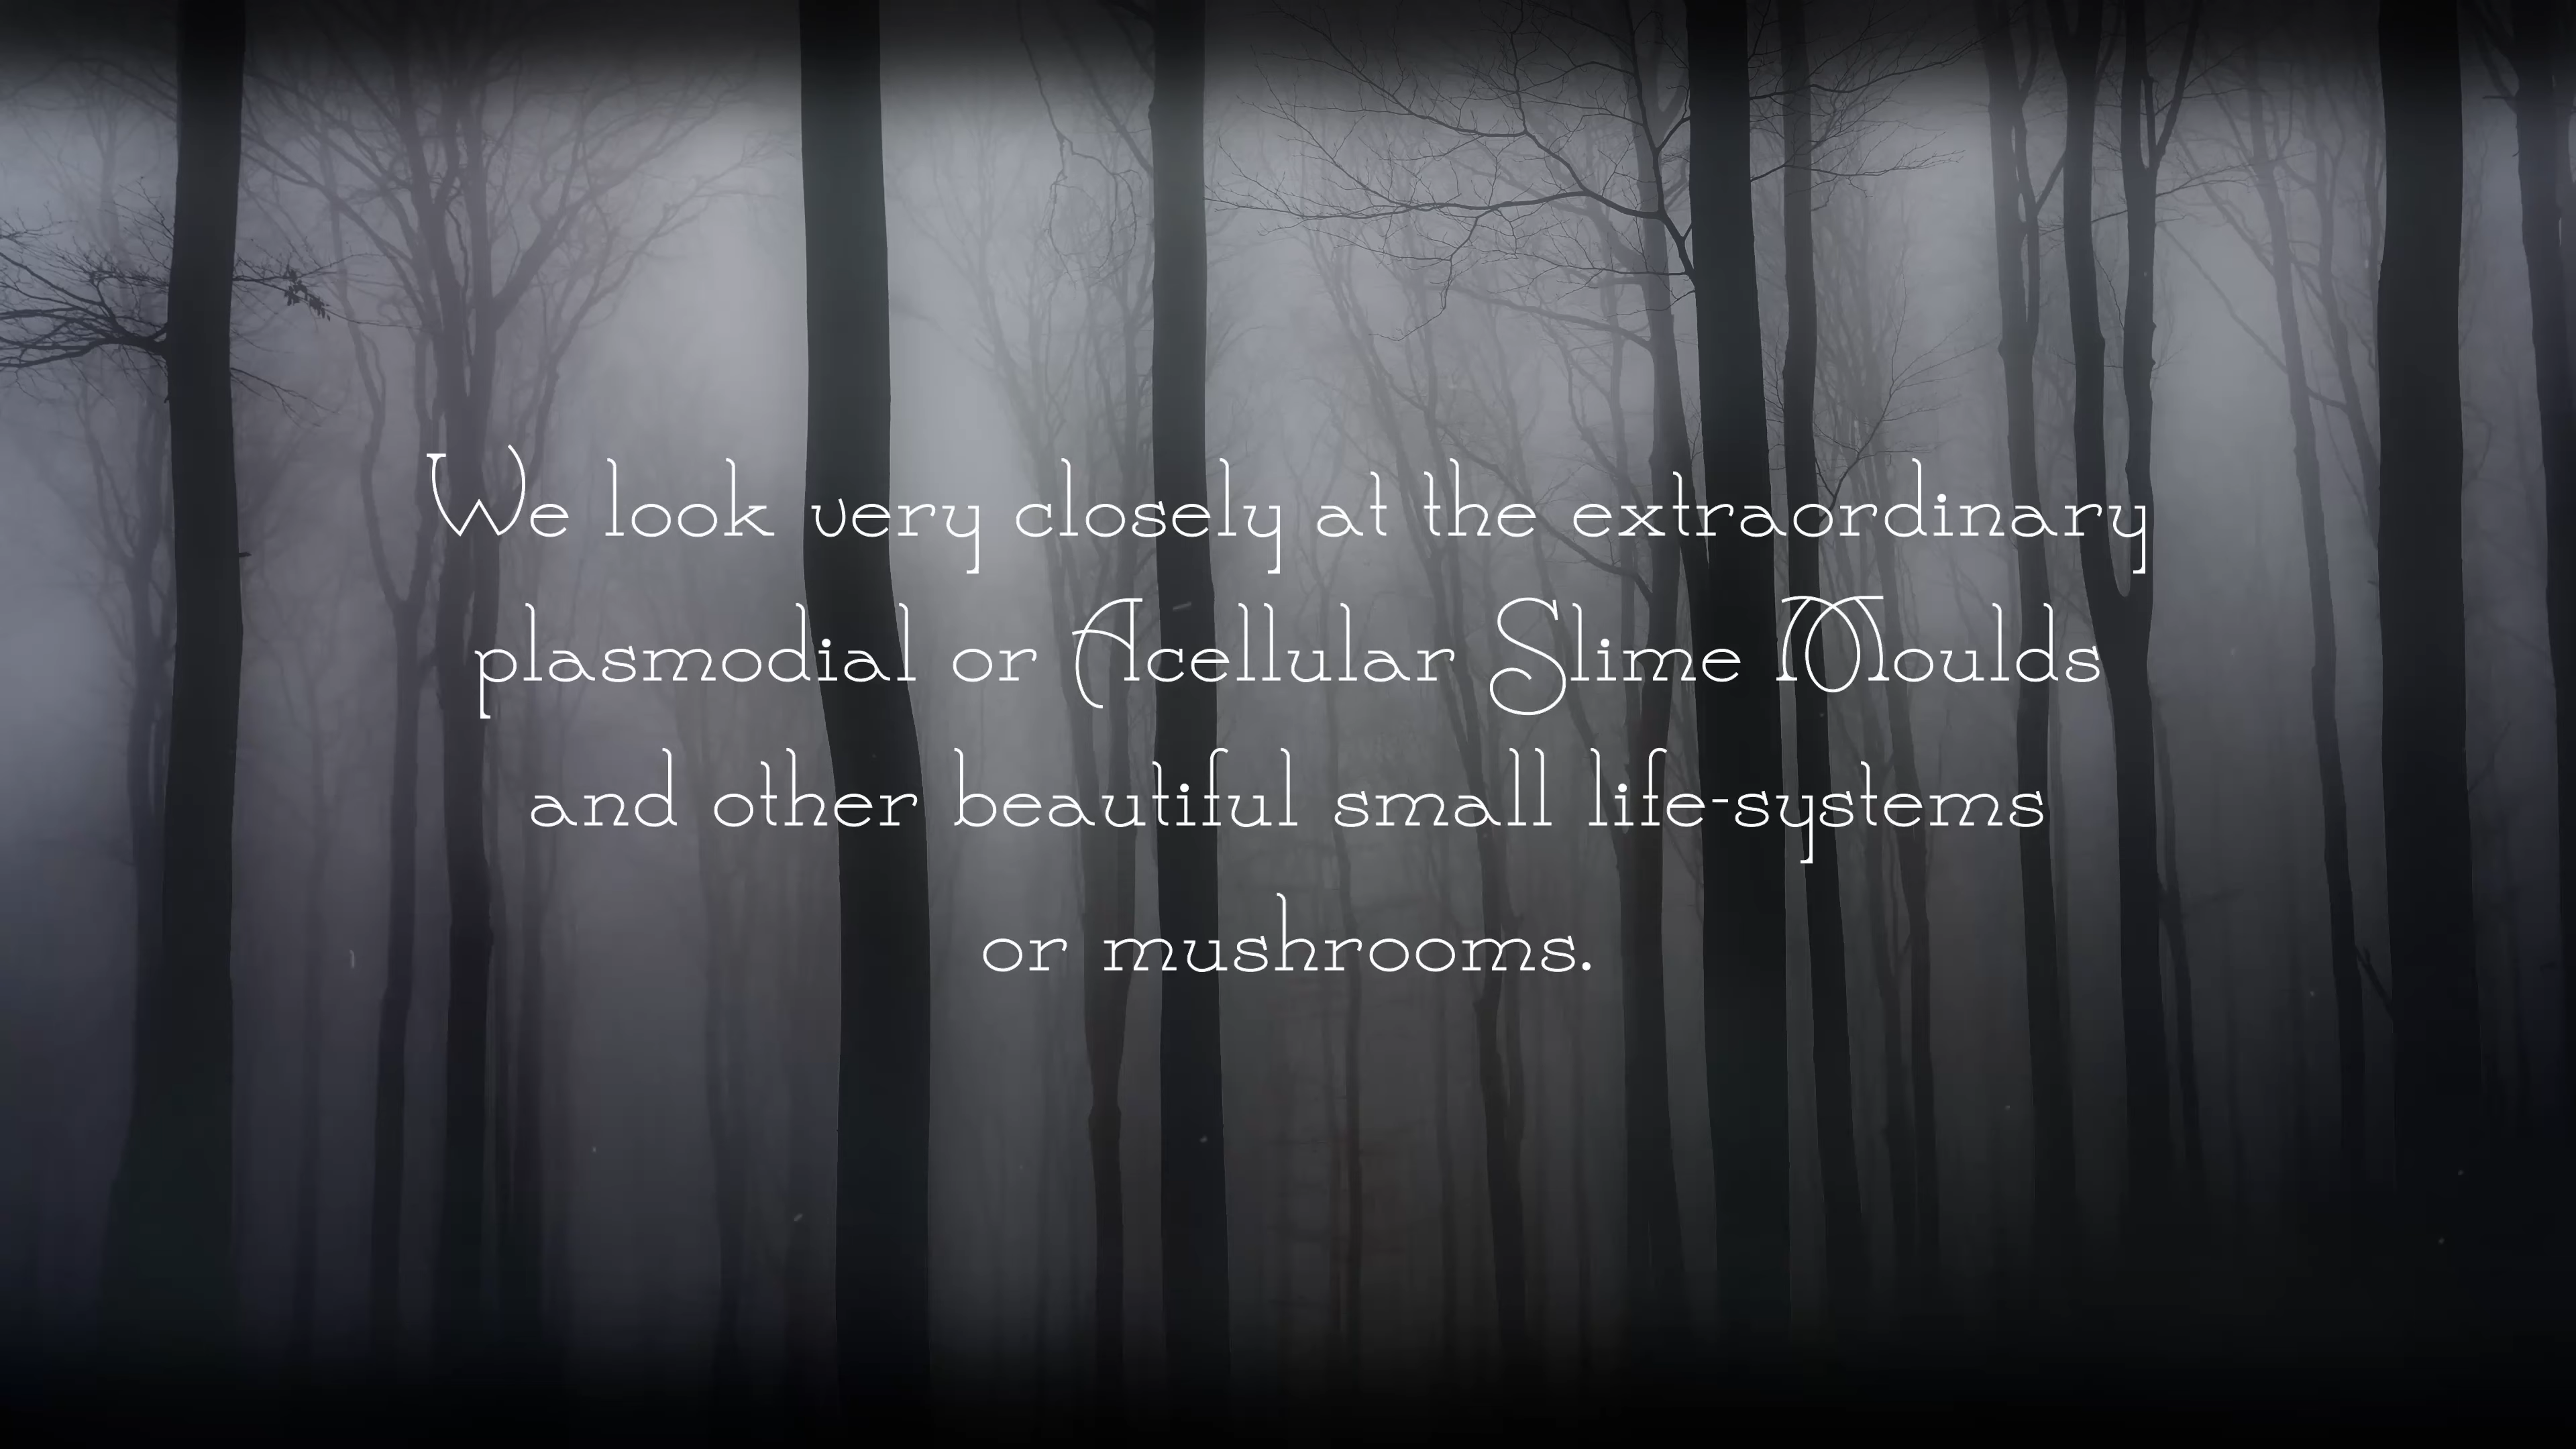 We look very closely at the extraordinary
plasmodial or Acellular Slime Moulds
and other beautiful small life-systems
or mushrooms.